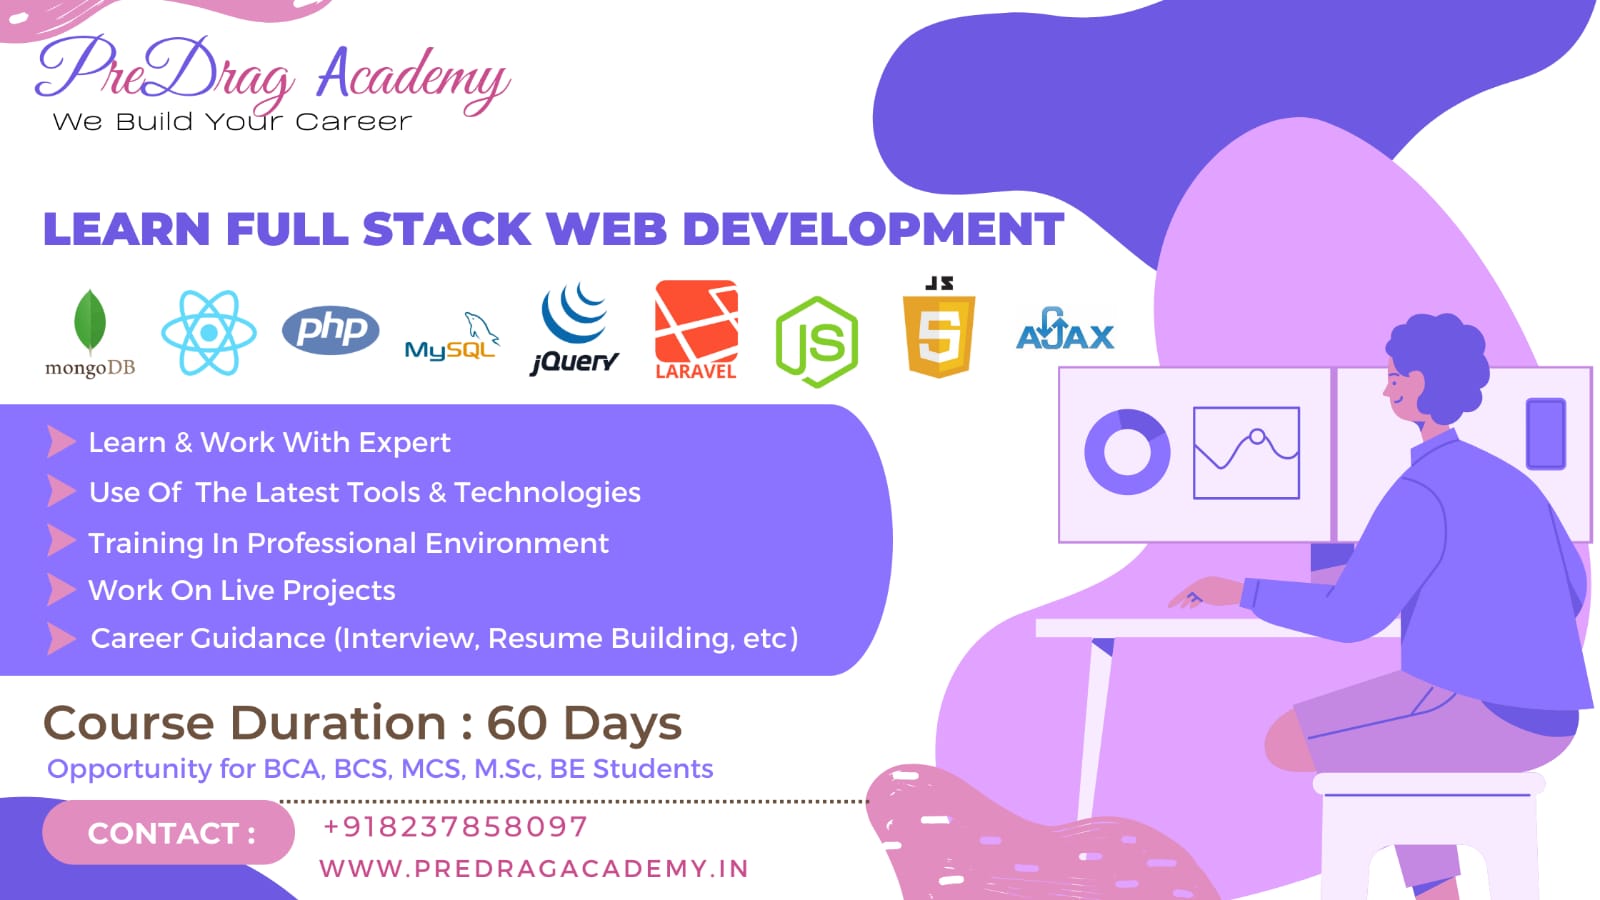 PreDrag Academy
We Build Your Career
LEARN FULL STACK WEB DEVELOPMENT
mongoDB
php
MySQL
jQuery
LARAVEL
JS
JS
5
AJAX
Learn & Work With Expert
Use Of The Latest Tools & Technologies
Training In Professional Environment
Work On Live Projects
Career Guidance (Interview, Resume Building, etc)
Course Duration : 60 Days
Opportunity for BCA, BCS, MCS, M.Sc, BE Students
CONTACT :
+918237858097
WWW.PREDRAGACADEMY.IN